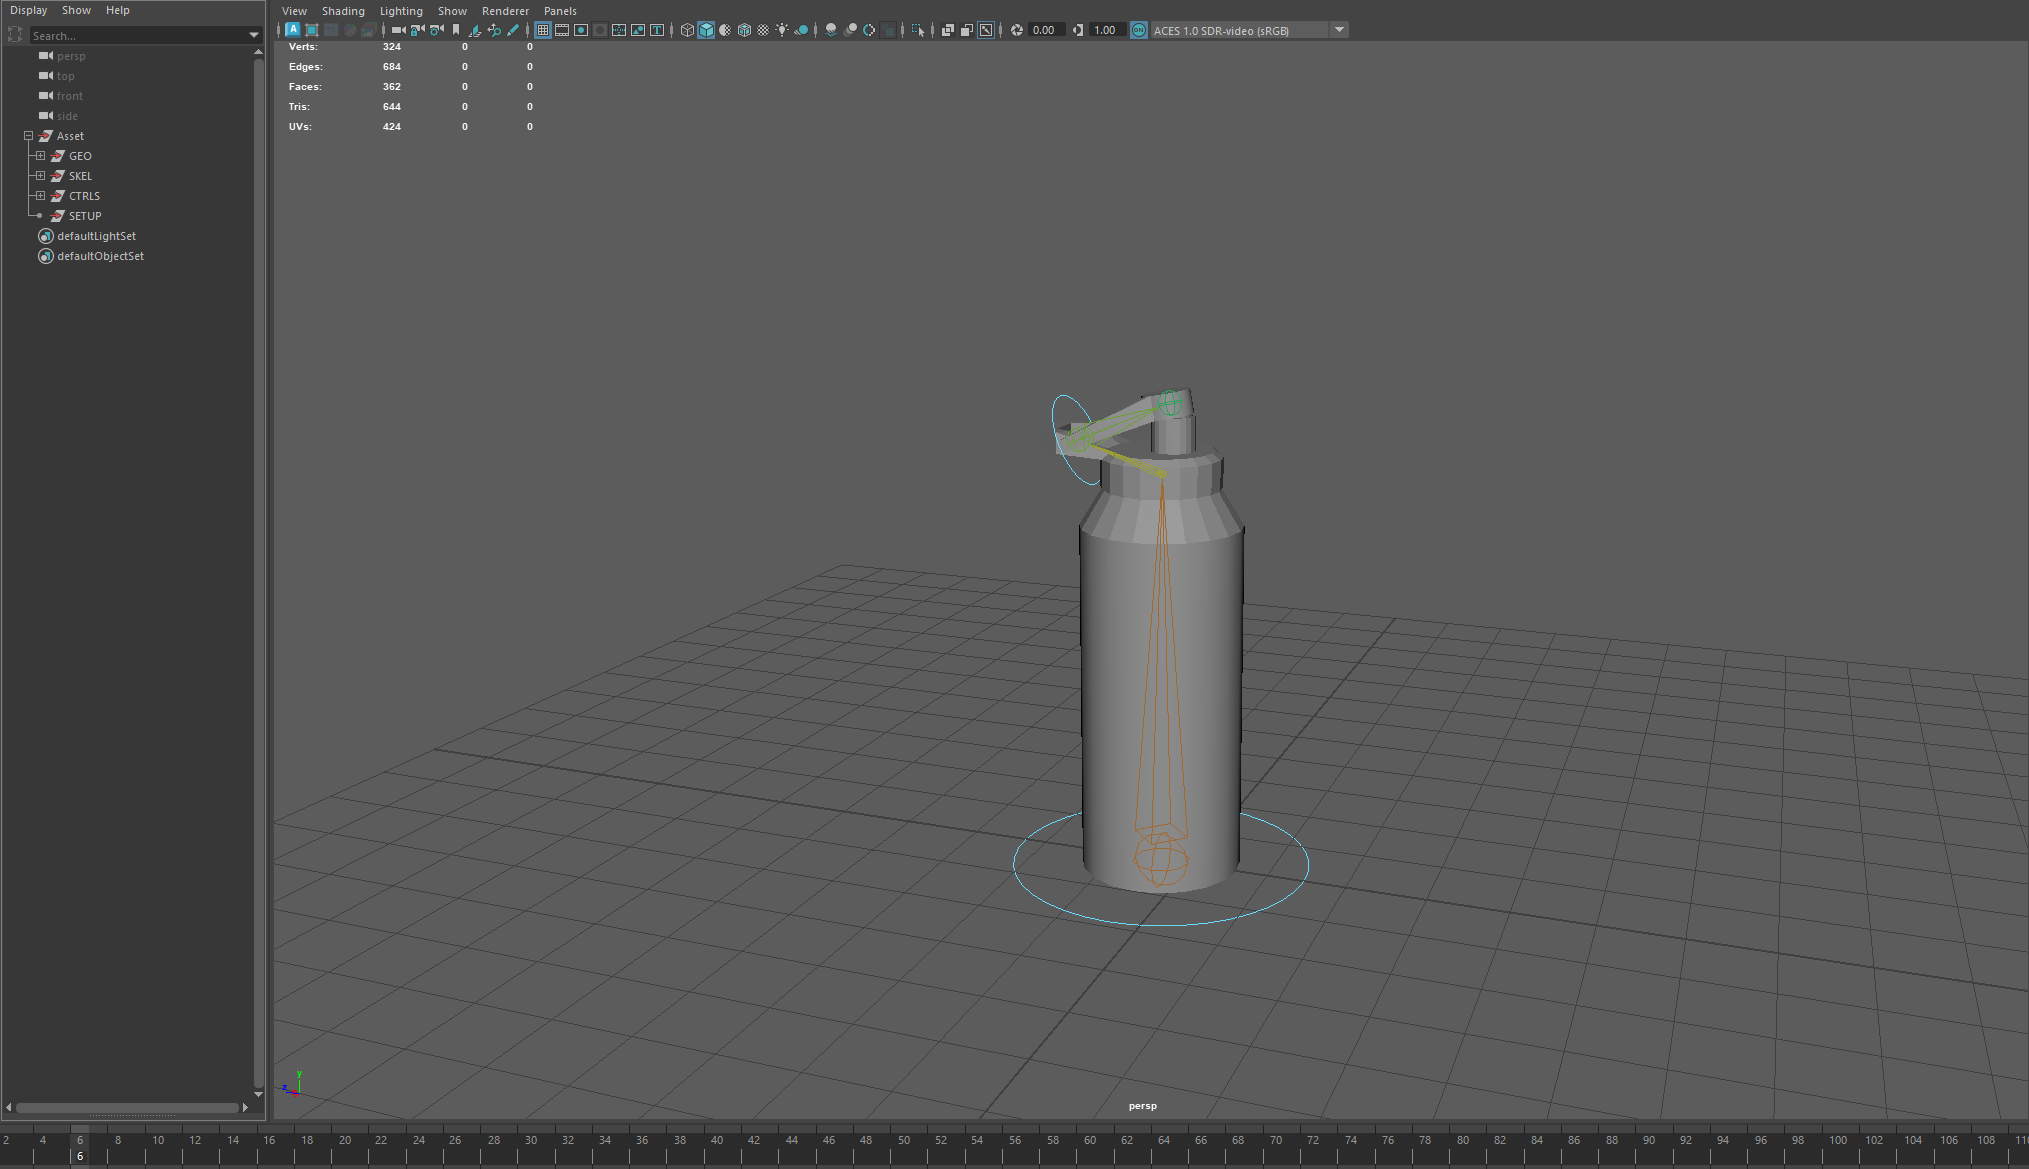 Display Show Help
View Shading Lighting Show Renderer Panels
Search...
A T 0.00 1.00 ON ACES 1.0 SDR-video (sRGB)
Verts: 324 0 0
Edges: 684 0 0
Faces: 362 0 0
Tris: 644 0 0
UVs: 424 0 0
persp
top
front
side
Asset
GEO
SKEL
CTRLS
SETUP
defaultLightSet
defaultObjectSet
y
z
persp
2 4 6 8 10 12 14 16 18 20 22 24 26 28 30 32 34 36 38 40 42 44 46 48 50 52 54 56 58 60 62 64 66 68 70 72 74 76 78 80 82 84 86 88 90 92 94 96 98 100 102 104 106 108
6